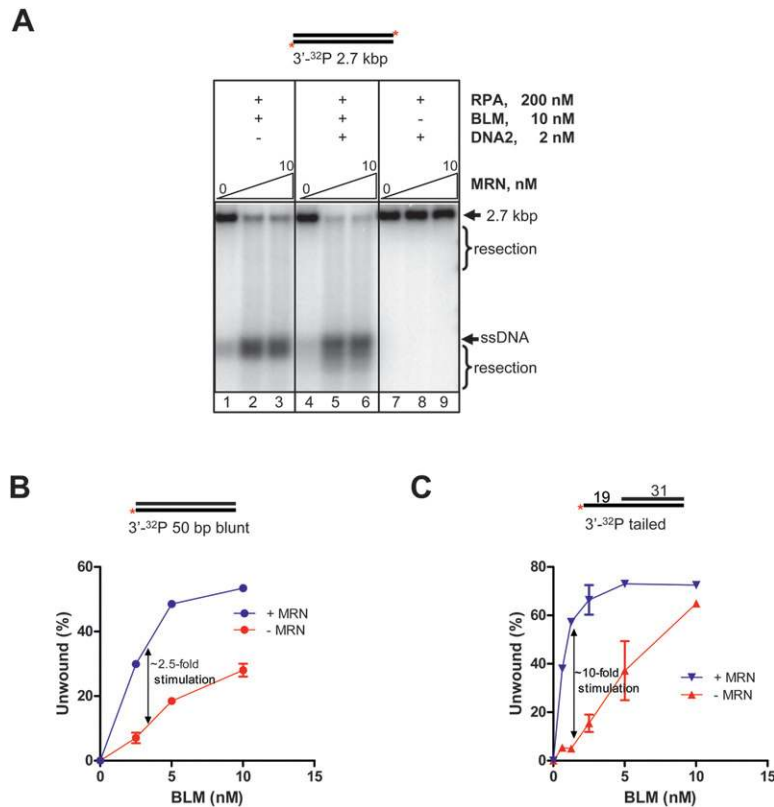 A
3'-³²P 2.7 kbp
+ + + RPA, 200 nM
+ + - BLM, 10 nM
- + + DNA2, 2 nM
10 10 10
0 0 0 MRN, nM
2.7 kbp
resection
ssDNA
resection
1 2 3 4 5 6 7 8 9
B
3'-³²P 50 bp blunt
60
40
20
0
Unwound (%)
+ MRN
- MRN
~2.5-fold
stimulation
0 5 10 15
BLM (nM)
C
19 31
3'-³²P tailed
80
60
40
20
0
Unwound (%)
~10-fold
stimulation
+ MRN
- MRN
0 5 10 15
BLM (nM)